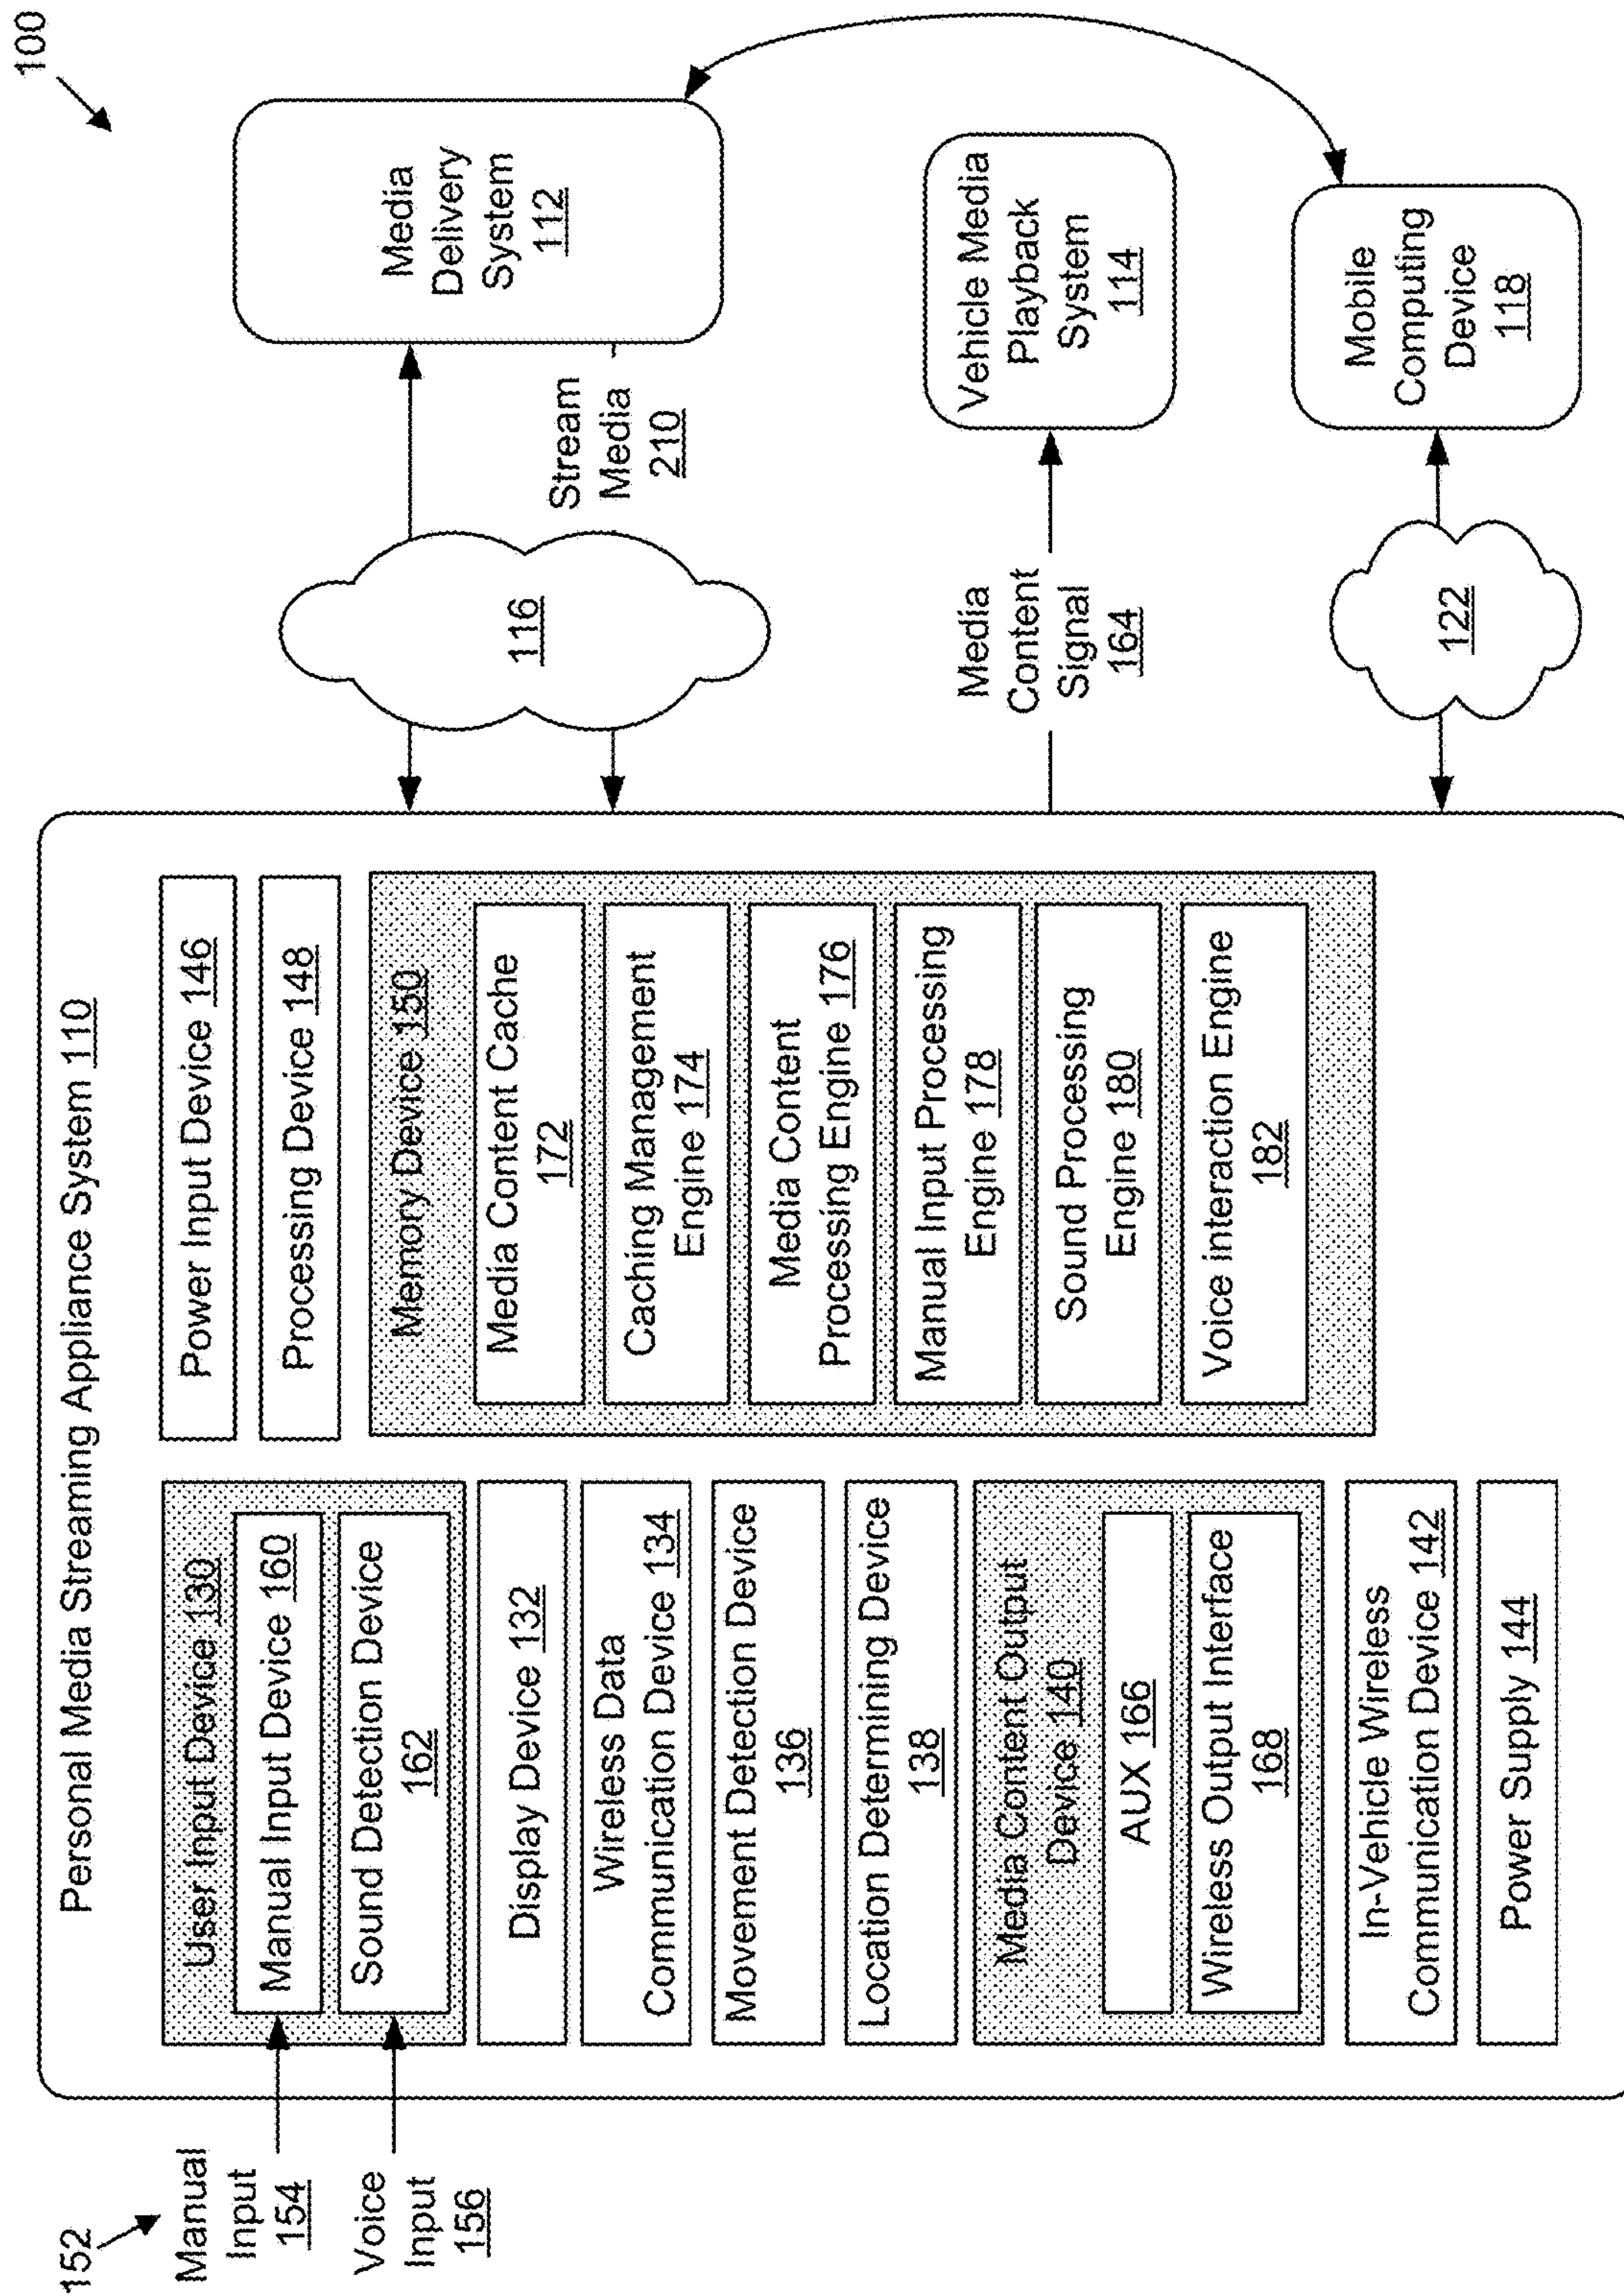 100
Personal Media Streaming Appliance System 110
152
Manual
Input
154
Voice
Input
156
User Input Device 130
Manual Input Device 160
Sound Detection Device
162
Display Device 132
Wireless Data
Communication Device 134
Movement Detection Device
136
Location Determining Device
138
Media Content Output
Device 140
AUX 166
Wireless Output Interface
168
In-Vehicle Wireless
Communication Device 142
Power Supply 144
Power Input Device 146
Processing Device 148
Memory Device 150
Media Content Cache
172
Caching Management
Engine 174
Media Content
Processing Engine 176
Manual Input Processing
Engine 178
Sound Processing
Engine 180
Voice interaction Engine
182
116
Stream
Media
210
Media
Delivery
System
112
Media
Content
Signal
164
Vehicle Media
Playback
System
114
122
Mobile
Computing
Device
118